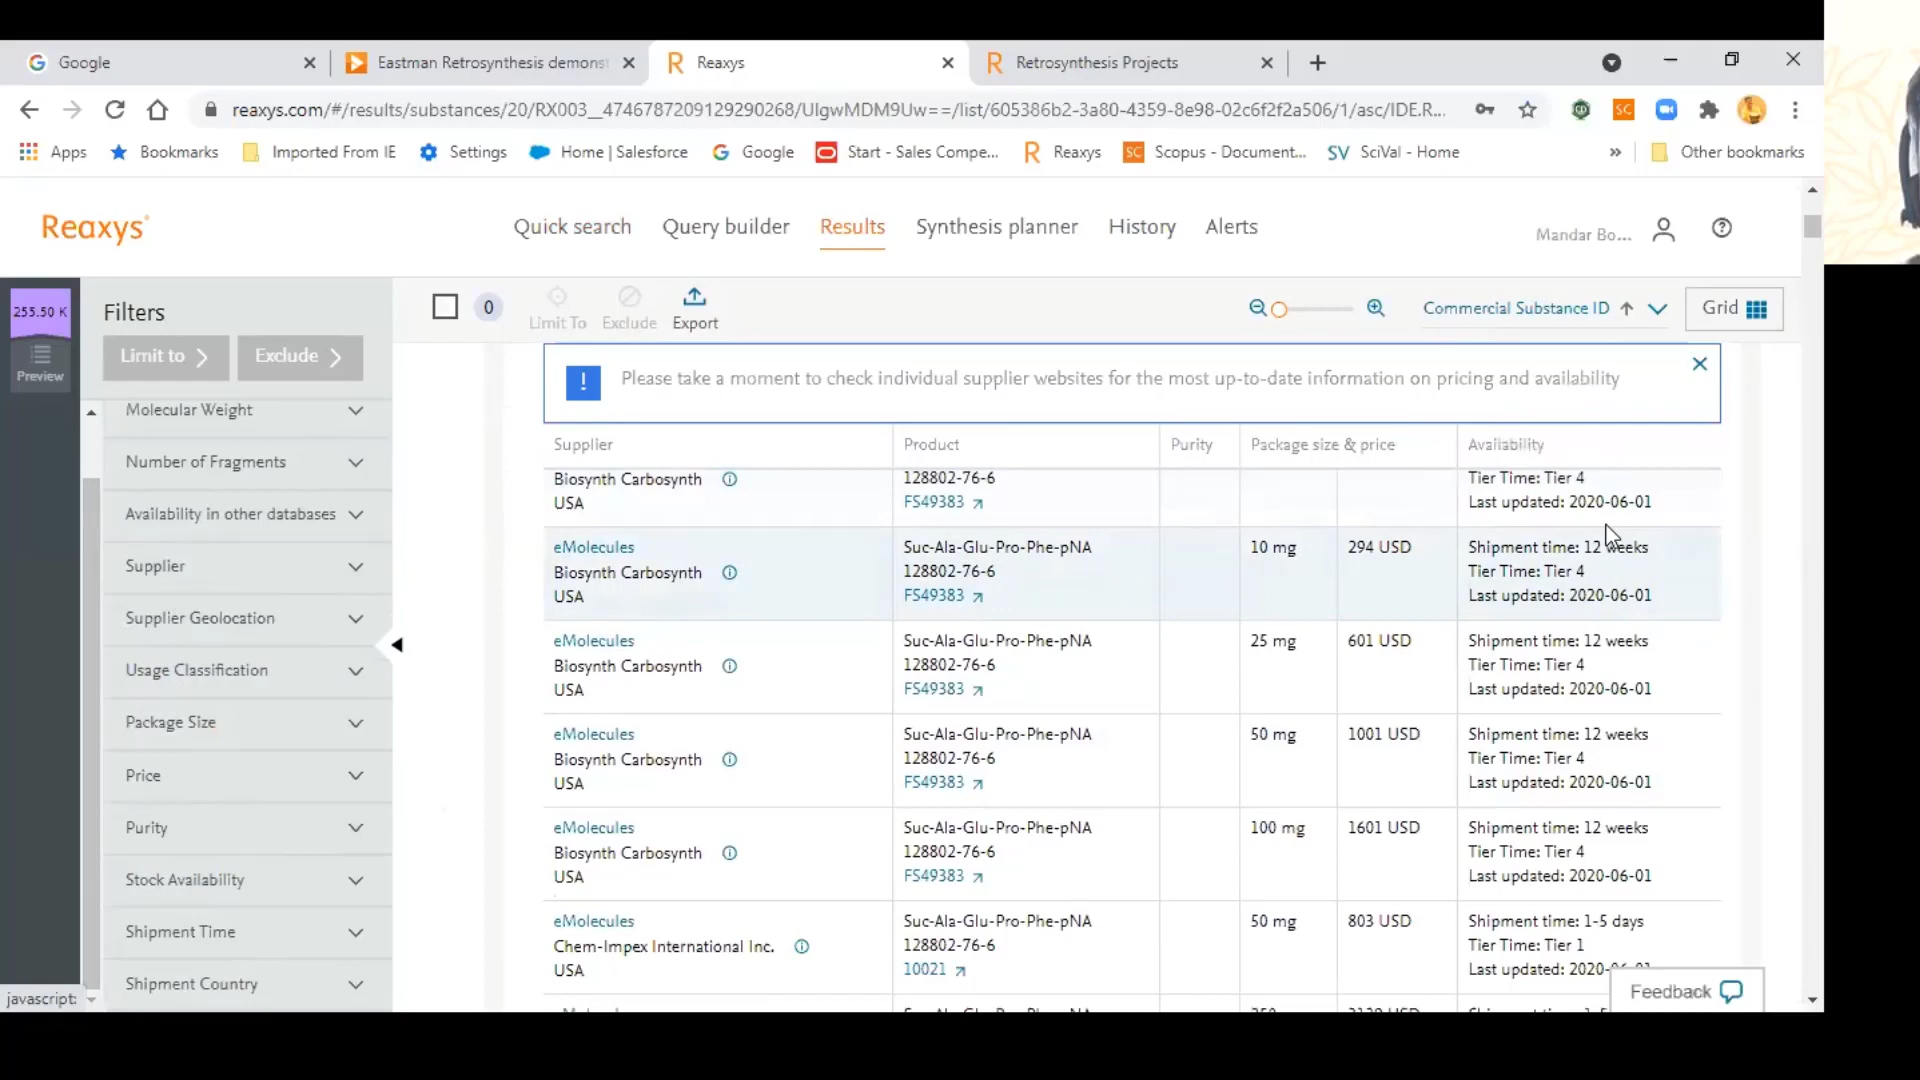 Google
Eastman Retrosynthesis demons
Reaxys
Retrosynthesis Projects
reaxys.com/#/results/substances/20/RX003__4746787209129290268/UlgwMDM9Uw==/list/605386b2-3a80-4359-8e98-02c6f2f2a506/1/asc/IDE.R...
Apps
Bookmarks
Imported From IE
Settings
Home | Salesforce
Google
Start - Sales Compe...
Reaxys
SC
Scopus - Document...
SV
SciVal - Home
»
Other bookmarks
Reaxys
Quick search
Query builder
Results
Synthesis planner
History
Alerts
Mandar Bo...
255.50 K
Preview
Filters
Limit to
Exclude
Molecular Weight
Number of Fragments
Availability in other databases
Supplier
Supplier Geolocation
Usage Classification
Package Size
Price
Purity
Stock Availability
Shipment Time
Shipment Country
javascript:
0
Limit To
Exclude
Export
Commercial Substance ID
Grid
Please take a moment to check individual supplier websites for the most up-to-date information on pricing and availability
Supplier
Product
Purity
Package size & price
Availability
Biosynth Carbosynth
USA
128802-76-6
FS49383
Tier Time: Tier 4
Last updated: 2020-06-01
eMolecules
Biosynth Carbosynth
USA
Suc-Ala-Glu-Pro-Phe-pNA
128802-76-6
FS49383
10 mg
294 USD
Shipment time: 12 weeks
Tier Time: Tier 4
Last updated: 2020-06-01
eMolecules
Biosynth Carbosynth
USA
Suc-Ala-Glu-Pro-Phe-pNA
128802-76-6
FS49383
25 mg
601 USD
Shipment time: 12 weeks
Tier Time: Tier 4
Last updated: 2020-06-01
eMolecules
Biosynth Carbosynth
USA
Suc-Ala-Glu-Pro-Phe-pNA
128802-76-6
FS49383
50 mg
1001 USD
Shipment time: 12 weeks
Tier Time: Tier 4
Last updated: 2020-06-01
eMolecules
Biosynth Carbosynth
USA
Suc-Ala-Glu-Pro-Phe-pNA
128802-76-6
FS49383
100 mg
1601 USD
Shipment time: 12 weeks
Tier Time: Tier 4
Last updated: 2020-06-01
eMolecules
Chem-Impex International Inc.
USA
Suc-Ala-Glu-Pro-Phe-pNA
128802-76-6
10021
50 mg
803 USD
Shipment time: 1-5 days
Tier Time: Tier 1
Last updated: 2020-
Feedback